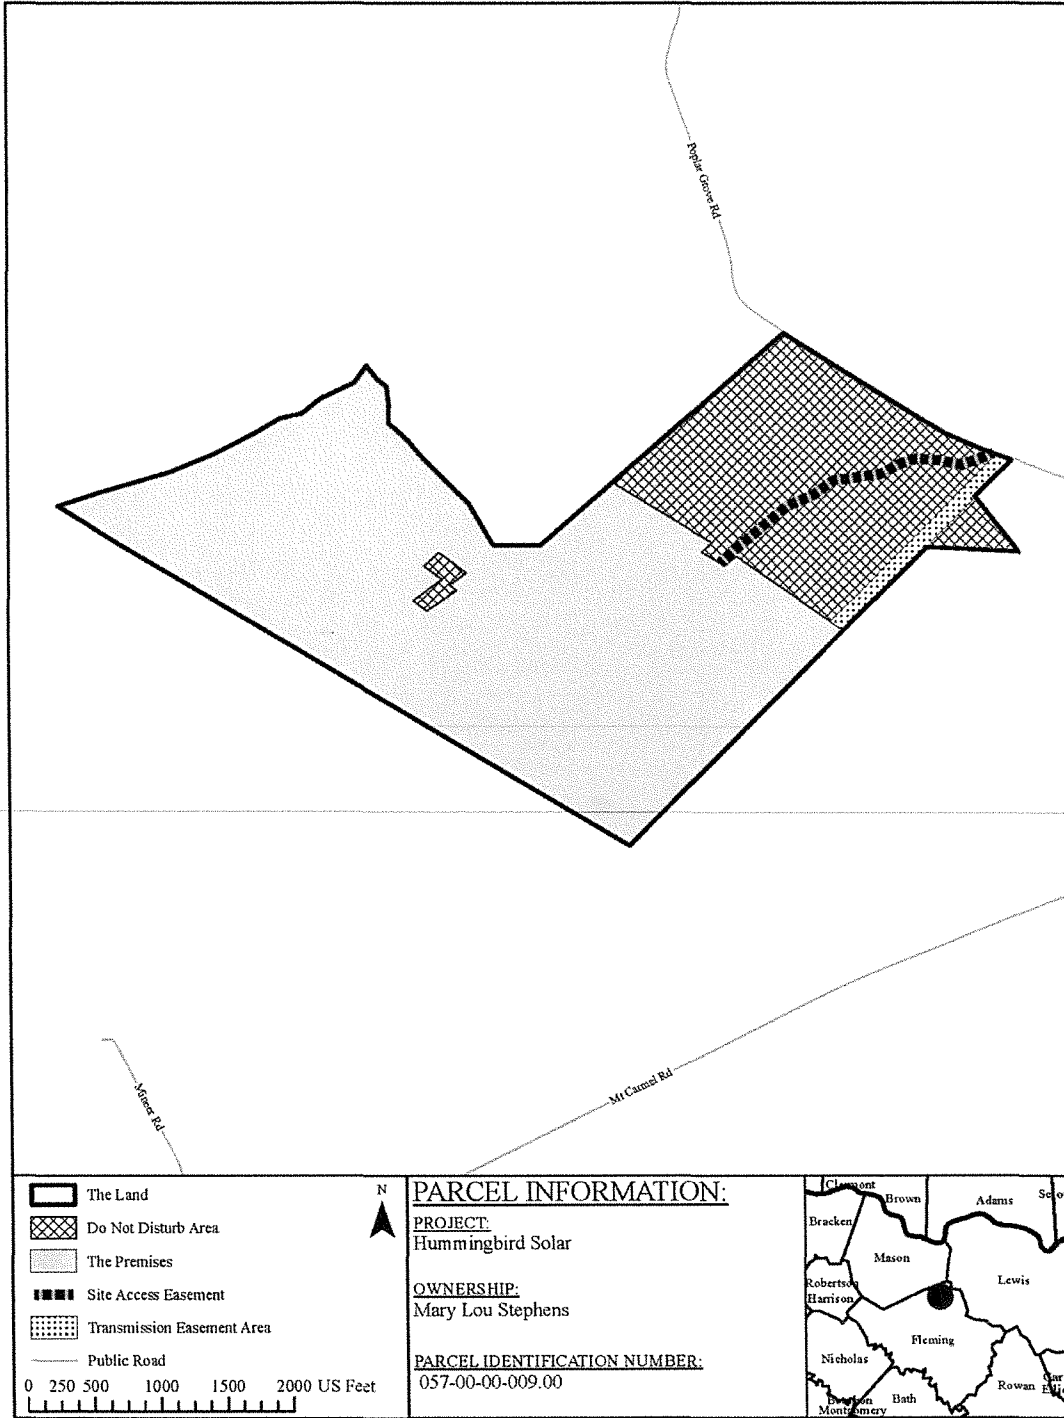 Poplar Grove Rd
Mt Carmel Rd
The Land
Do Not Disturb Area
The Premises
Site Access Easement
Transmission Easement Area
Public Road
0 250 500 1000 1500 2000 US Feet
N
PARCEL INFORMATION:
PROJECT:
Hummingbird Solar
OWNERSHIP:
Mary Lou Stephens
PARCEL IDENTIFICATION NUMBER:
057-00-00-009.00
Clermont
Brown
Adams
Bracken
Mason
Lewis
Robertson
Harrison
Fleming
Nicholas
Rowan
Bath
Montgomery